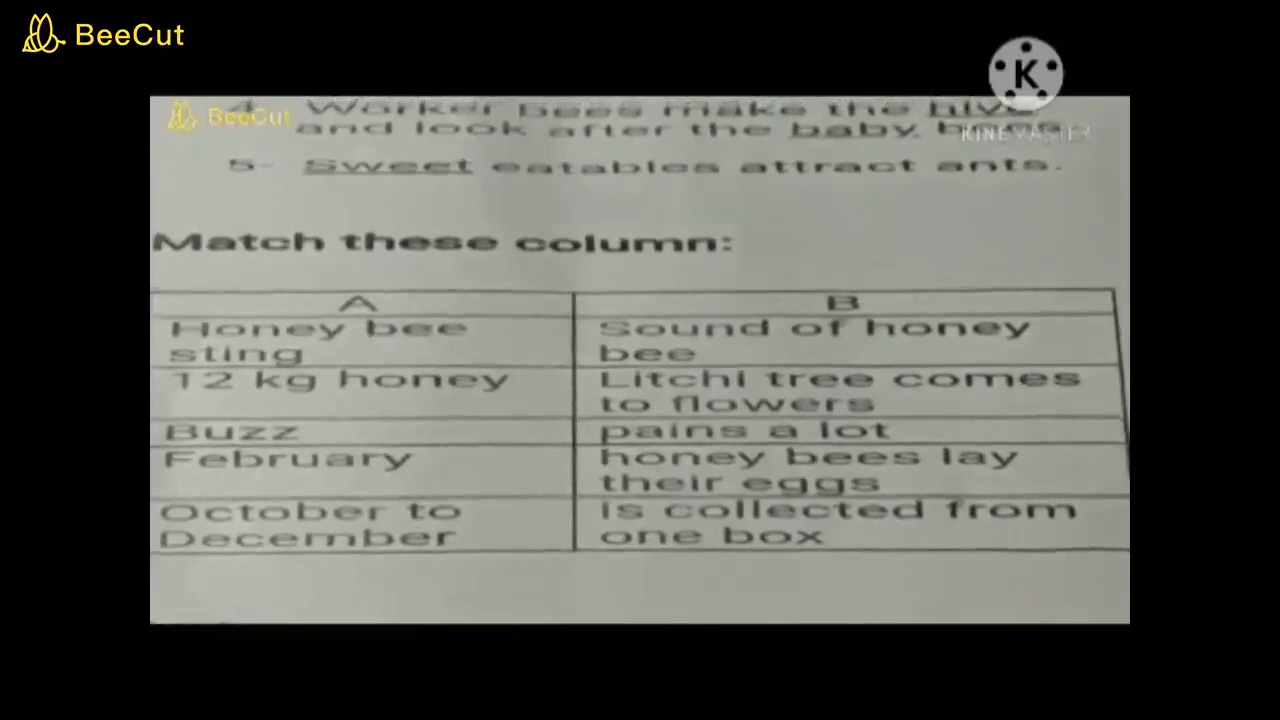 BeeCut
BeeCut
4- Worker bees make the hive
and look after the baby.
KINEMASTER
5- Sweet eatables attract ants.
Match these column:
A B
Honey bee sting Sound of honey bee
12 kg honey Litchi tree comes to flowers
Buzz pains a lot
February honey bees lay their eggs
October to December is collected from one box